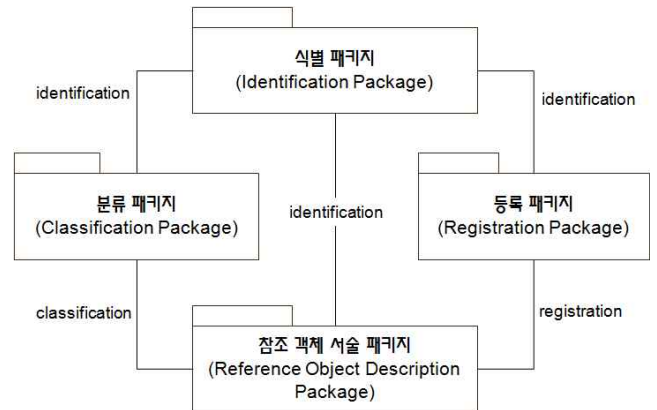 식별 패키지
(Identification Package)
identification
identification
분류 패키지
(Classification Package)
identification
등록 패키지
(Registration Package)
classification
registration
참조 객체 서술 패키지
(Reference Object Description
Package)